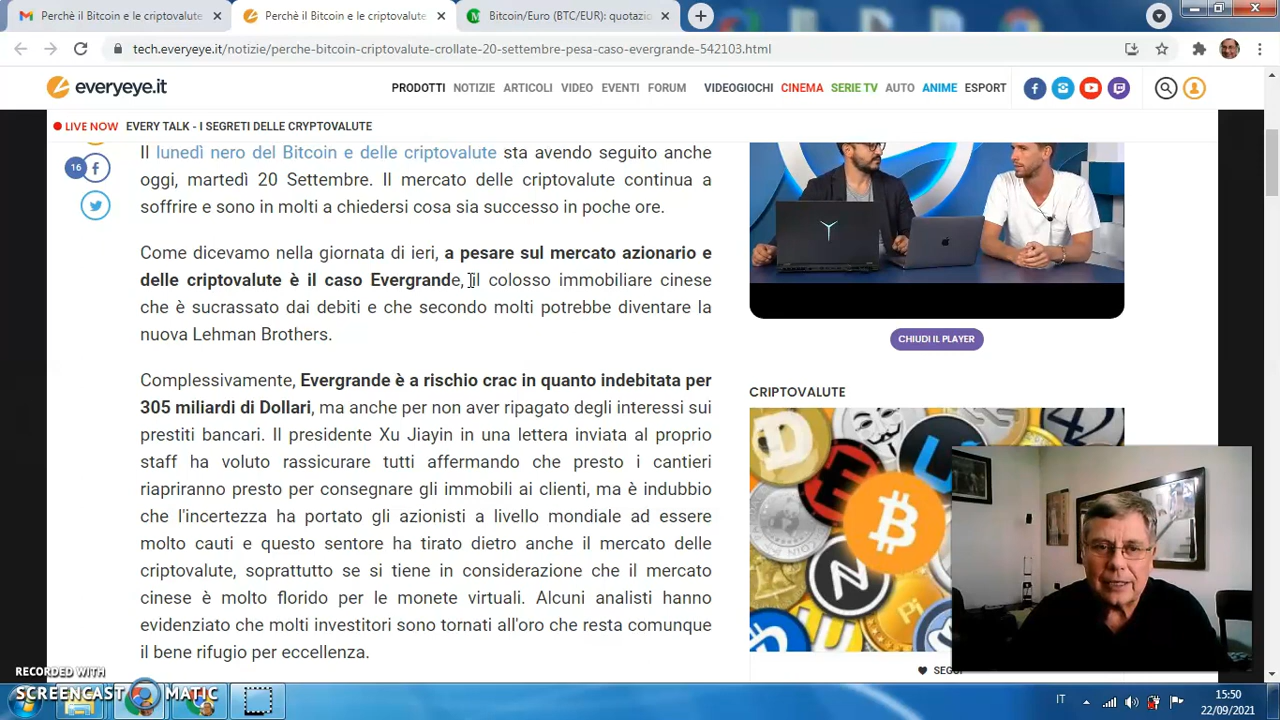 Perchè il Bitcoin e le criptovalute
Perchè il Bitcoin e le criptovalute
Bitcoin/Euro (BTC/EUR): quotazio
tech.everyeye.it/notizie/perche-bitcoin-criptovalute-crollate-20-settembre-pesa-caso-evergrande-542103.html
everyeye.it
PRODOTTI NOTIZIE ARTICOLI VIDEO EVENTI FORUM VIDEOGIOCHI CINEMA SERIE TV AUTO ANIME ESPORT
LIVE NOW EVERY TALK - I SEGRETI DELLE CRYPTOVALUTE
16
Il lunedì nero del Bitcoin e delle criptovalute sta avendo seguito anche
oggi, martedì 20 Settembre. Il mercato delle criptovalute continua a
soffrire e sono in molti a chiedersi cosa sia successo in poche ore.
Come dicevamo nella giornata di ieri, a pesare sul mercato azionario e
delle criptovalute è il caso Evergrande, il colosso immobiliare cinese
che è sucrassato dai debiti e che secondo molti potrebbe diventare la
nuova Lehman Brothers.
Complessivamente, Evergrande è a rischio crac in quanto indebitata per
305 miliardi di Dollari, ma anche per non aver ripagato degli interessi sui
prestiti bancari. Il presidente Xu Jiayin in una lettera inviata al proprio
staff ha voluto rassicurare tutti affermando che presto i cantieri
riapriranno presto per consegnare gli immobili ai clienti, ma è indubbio
che l'incertezza ha portato gli azionisti a livello mondiale ad essere
molto cauti e questo sentore ha tirato dietro anche il mercato delle
criptovalute, soprattutto se si tiene in considerazione che il mercato
cinese è molto florido per le monete virtuali. Alcuni analisti hanno
evidenziato che molti investitori sono tornati all'oro che resta comunque
il bene rifugio per eccellenza.
CHIUDI IL PLAYER
CRIPTOVALUTE
SEGUI
RECORDED WITH
SCREENCAST MATIC
IT
15:50
22/09/2021